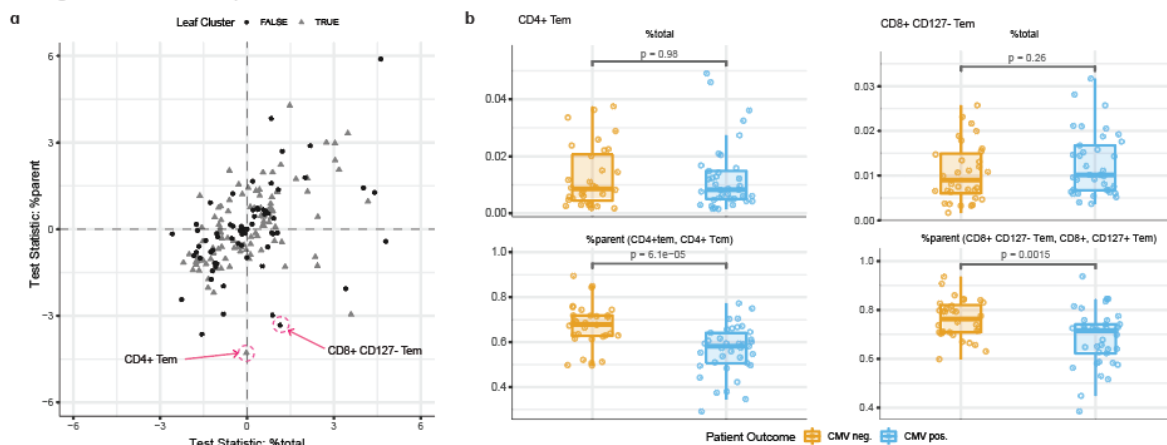 a
Leaf Cluster ● FALSE ▲ TRUE
6
3
0
−3
−6
Test Statistic: %parent
CD4+ Tem
CD8+ CD127- Tem
−6 −3 0 3 6
Test Statistic: %total
b
CD4+ Tem
%total
p = 0.98
0.04
0.02
0.00
%parent (CD4+tem, CD4+ Tcm)
p = 6.1e−05
1.0
0.8
0.6
0.4
CD8+ CD127- Tem
%total
p = 0.26
0.03
0.02
0.01
0.00
%parent (CD8+ CD127- Tem, CD8+, CD127+ Tem)
p = 0.0015
1.0
0.8
0.6
0.4
Patient Outcome CMV neg. CMV pos.